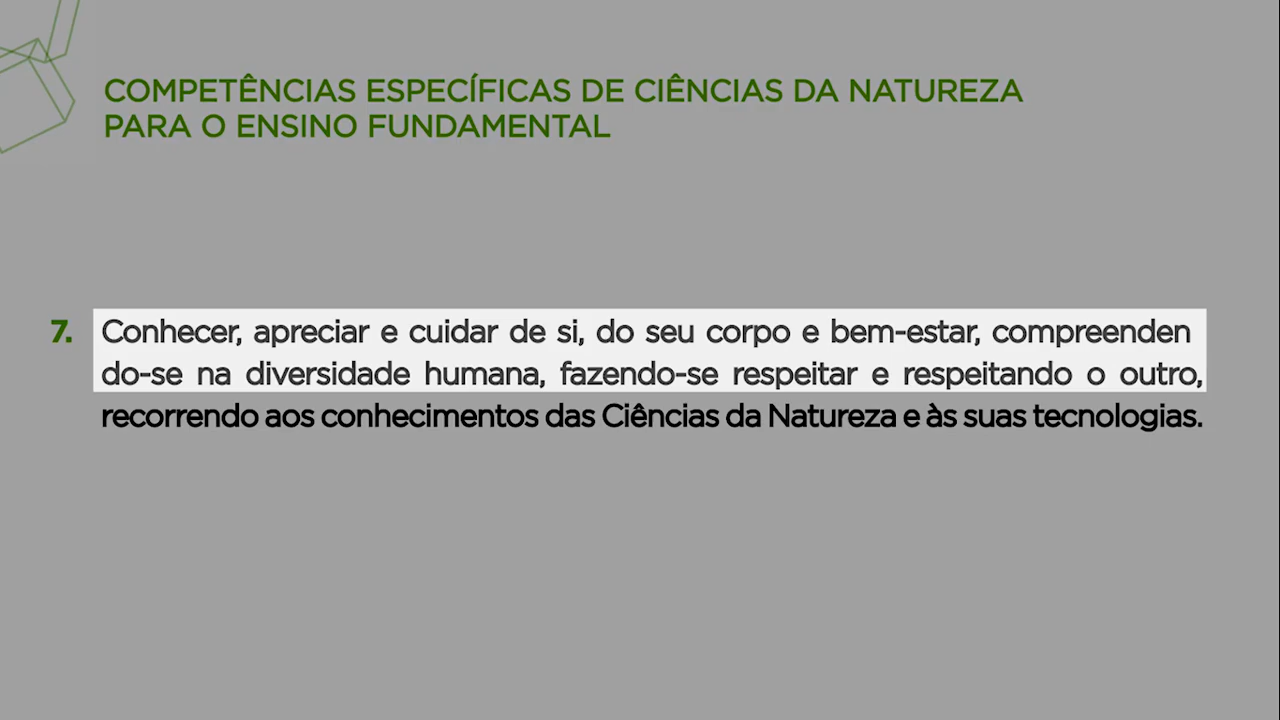 COMPETÊNCIAS ESPECÍFICAS DE CIÊNCIAS DA NATUREZA
PARA O ENSINO FUNDAMENTAL
7. Conhecer, apreciar e cuidar de si, do seu corpo e bem-estar, compreenden
do-se na diversidade humana, fazendo-se respeitar e respeitando o outro,
recorrendo aos conhecimentos das Ciências da Natureza e às suas tecnologias.